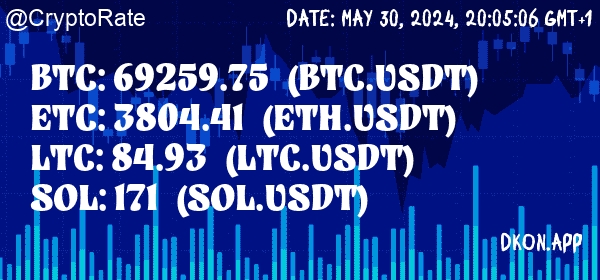 @CryptoRate
DATE: MAY 30, 2024, 20:05:06 GMT+1
BTC: 69259.75 (BTC.USDT)
ETC: 3804.41 (ETH.USDT)
LTC: 84.93 (LTC.USDT)
SOL: 171 (SOL.USDT)
DKON.APP